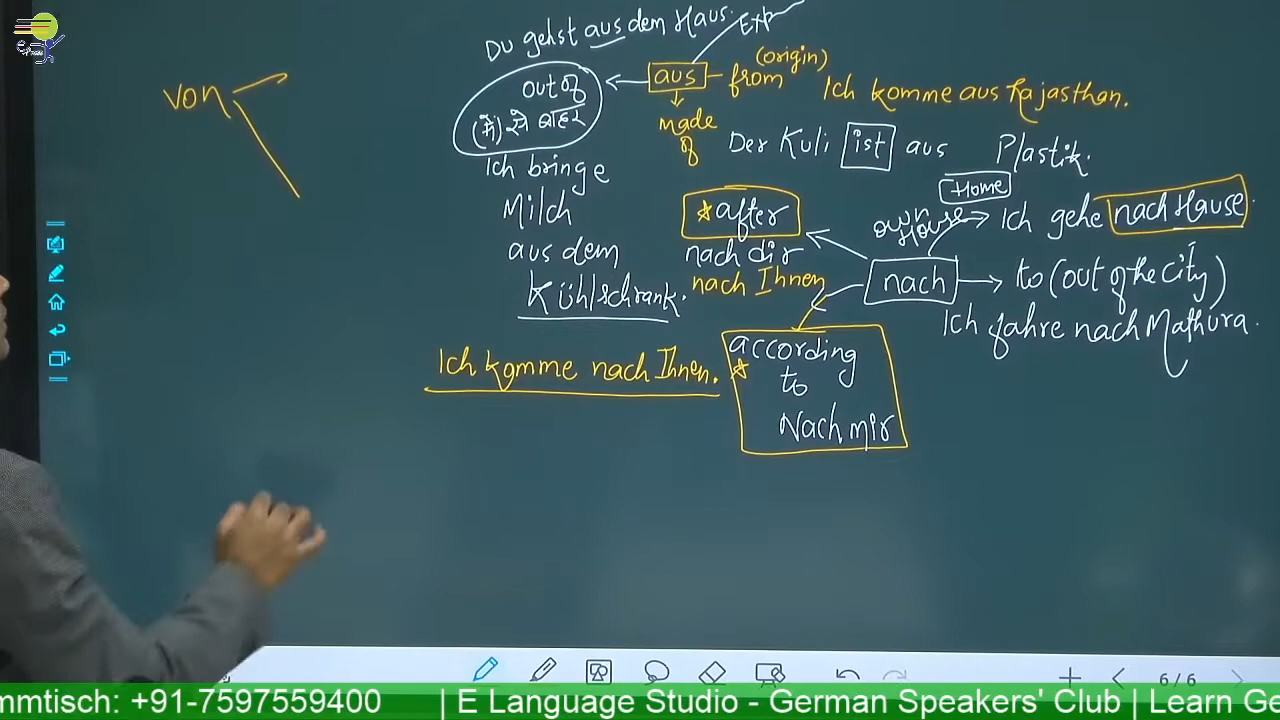 Du gehst aus dem Haus.
Exp
von
aus
from
(origin)
Ich komme aus Rajasthan.
out of
(में) से बाहर
made
of
Der Kuli ist aus Plastik.
Ich bringe
Milch
aus dem
Kühlschrank.
Home
own
House
Ich gehe nach Hause.
*after
nach dir
nach Ihnen
nach
to (out of the city)
Ich fahre nach Mathura.
Ich komme nach Ihnen.
*according
to
Nach mir
6/6
mmtisch: +91-7597559400 | E Language Studio - German Speakers' Club | Learn Ge